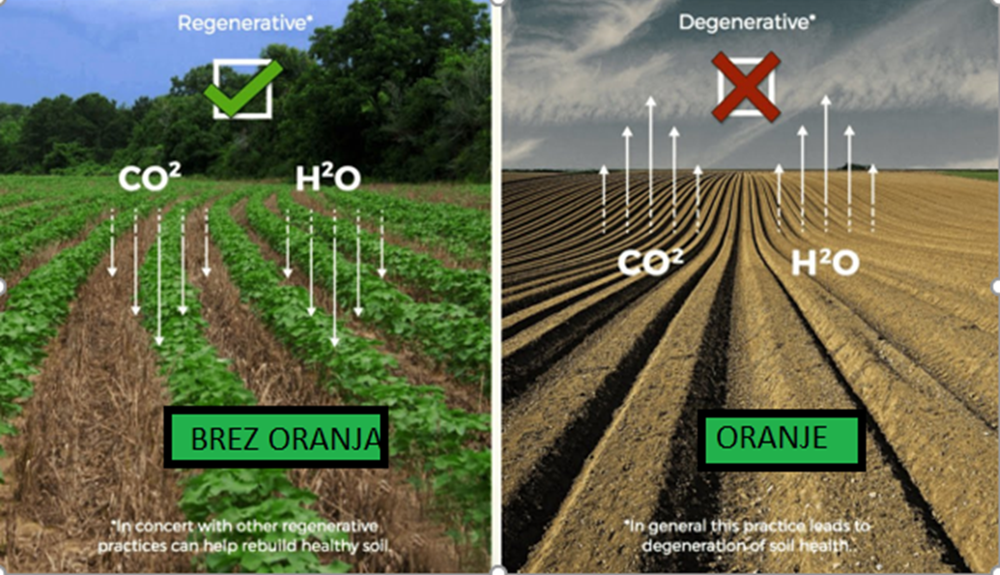 Regenerative*
CO²
H²O
BREZ ORANJA
*In concert with other regenerative
practices can help rebuild healthy soil.
Degenerative*
CO²
H²O
ORANJE
*In general this practice leads to
degeneration of soil health..